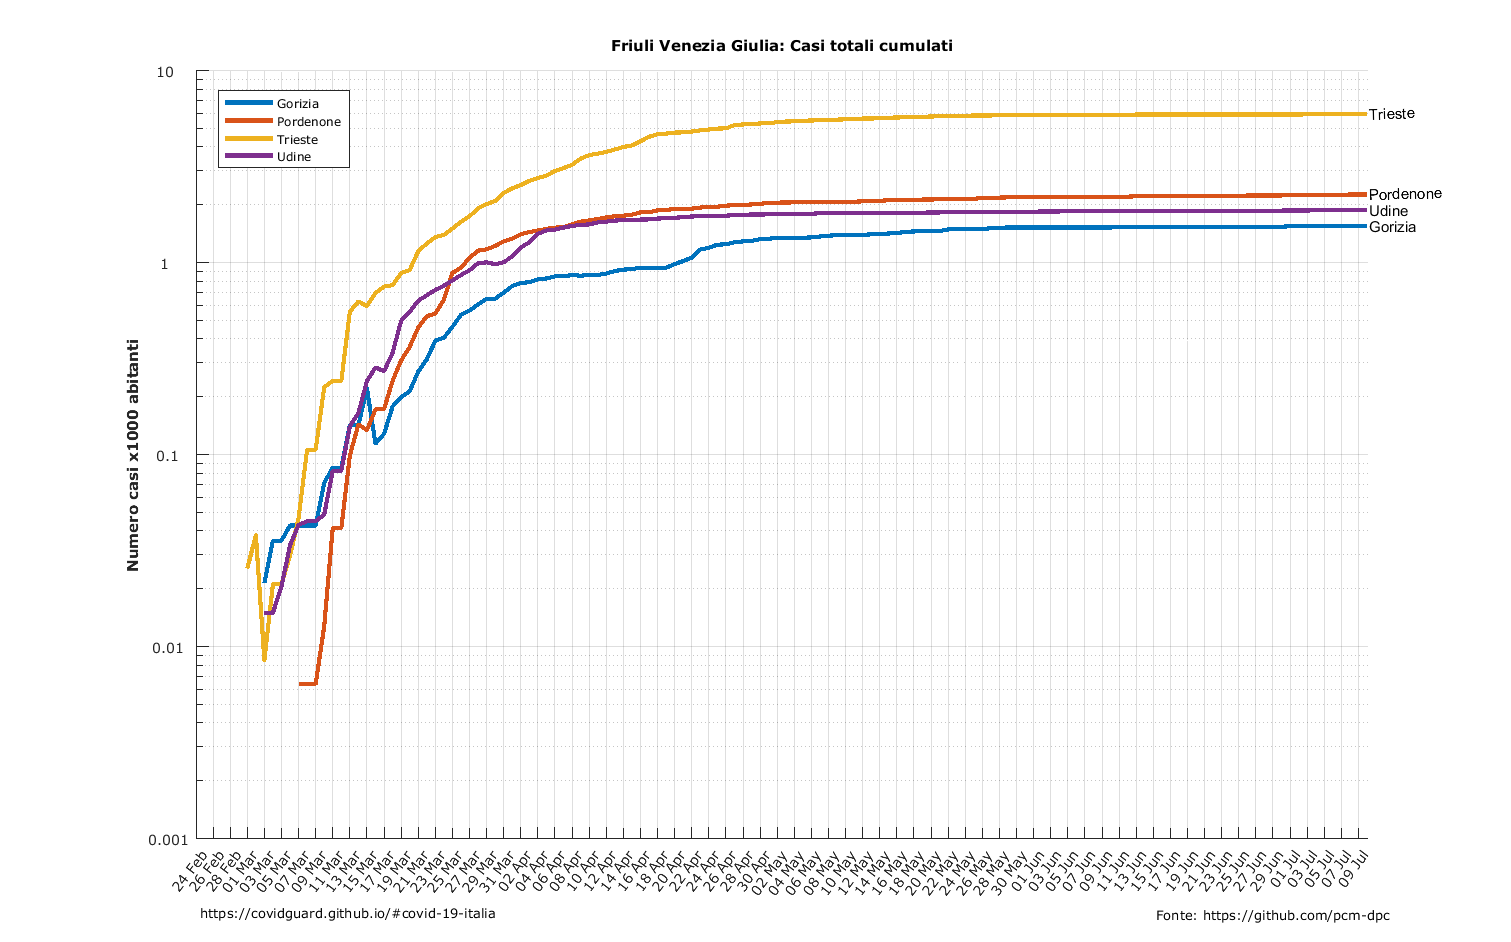 Friuli Venezia Giulia: Casi totali cumulati
10
1
0.1
0.01
0.001
Numero casi x1000 abitanti
Gorizia
Pordenone
Trieste
Udine
Trieste
Pordenone
Udine
Gorizia
24 Feb
26 Feb
28 Feb
01 Mar
03 Mar
05 Mar
07 Mar
09 Mar
11 Mar
13 Mar
15 Mar
17 Mar
19 Mar
21 Mar
23 Mar
25 Mar
27 Mar
29 Mar
31 Mar
02 Apr
04 Apr
06 Apr
08 Apr
10 Apr
12 Apr
14 Apr
16 Apr
18 Apr
20 Apr
22 Apr
24 Apr
26 Apr
28 Apr
30 Apr
02 May
04 May
06 May
08 May
10 May
12 May
14 May
16 May
18 May
20 May
22 May
24 May
26 May
28 May
30 May
01 Jun
03 Jun
05 Jun
07 Jun
09 Jun
11 Jun
13 Jun
15 Jun
17 Jun
19 Jun
21 Jun
23 Jun
25 Jun
27 Jun
29 Jun
01 Jul
03 Jul
05 Jul
07 Jul
09 Jul
https://covidguard.github.io/#covid-19-italia
Fonte: https://github.com/pcm-dpc